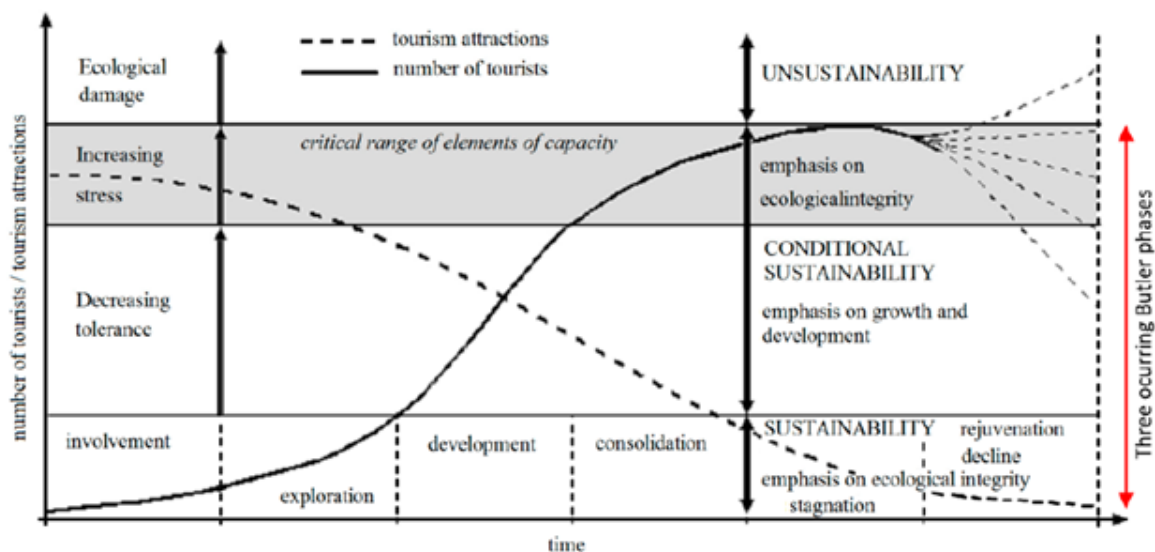 number of tourists / tourism attractions
Ecological
damage
Increasing
stress
Decreasing
tolerance
tourism attractions
number of tourists
critical range of elements of capacity
UNSUSTAINABILITY
emphasis on
ecologicalintegrity
CONDITIONAL
SUSTAINABILITY
emphasis on growth and
development
SUSTAINABILITY
emphasis on ecological integrity
stagnation
rejuvenation
decline
involvement
exploration
development
consolidation
time
Three ocurring Butler phases